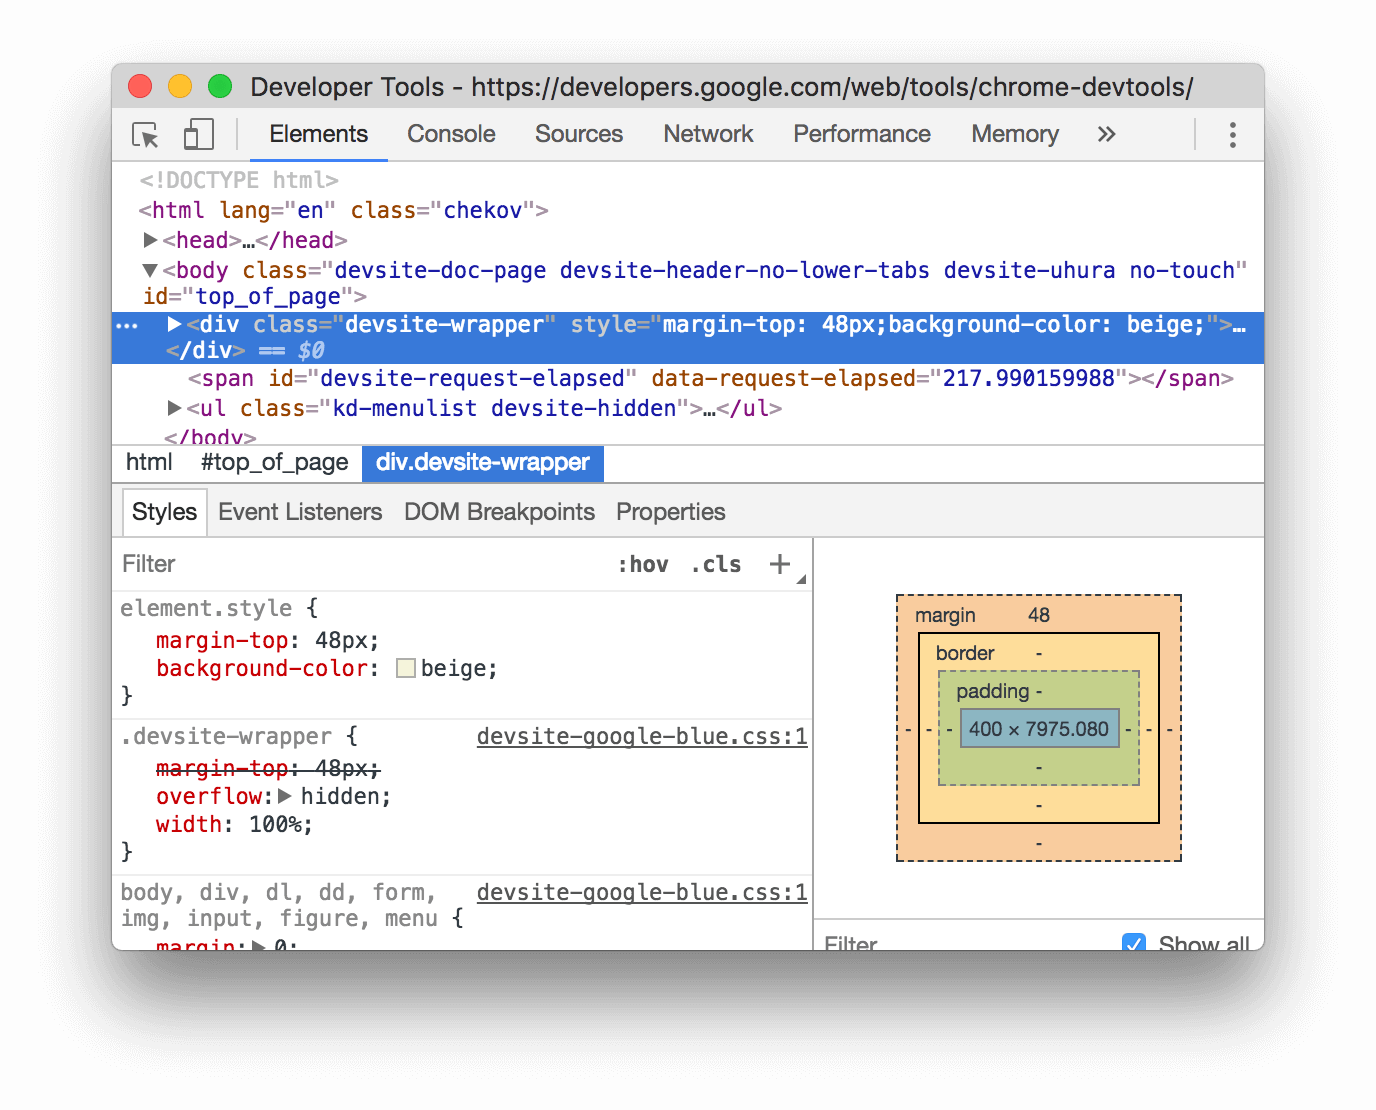 Developer Tools - https://developers.google.com/web/tools/chrome-devtools/
Elements Console Sources Network Performance Memory »
<!DOCTYPE html>
<html lang="en" class="chekov">
▶<head>…</head>
▼<body class="devsite-doc-page devsite-header-no-lower-tabs devsite-uhura no-touch"
id="top_of_page">
… ▶<div class="devsite-wrapper" style="margin-top: 48px;background-color: beige;">…
</div> == $0
<span id="devsite-request-elapsed" data-request-elapsed="217.990159988"></span>
▶<ul class="kd-menulist devsite-hidden">…</ul>
</body>
html #top_of_page div.devsite-wrapper
Styles Event Listeners DOM Breakpoints Properties
Filter :hov .cls +
element.style {
margin-top: 48px;
background-color: beige;
}
.devsite-wrapper { devsite-google-blue.css:1
margin-top: 48px;
overflow:▶ hidden;
width: 100%;
}
body, div, dl, dd, form, devsite-google-blue.css:1
img, input, figure, menu {
margin:▶ 0;
margin 48
border -
padding -
- - - 400 × 7975.080 - - -
-
-
-
Filter Show all